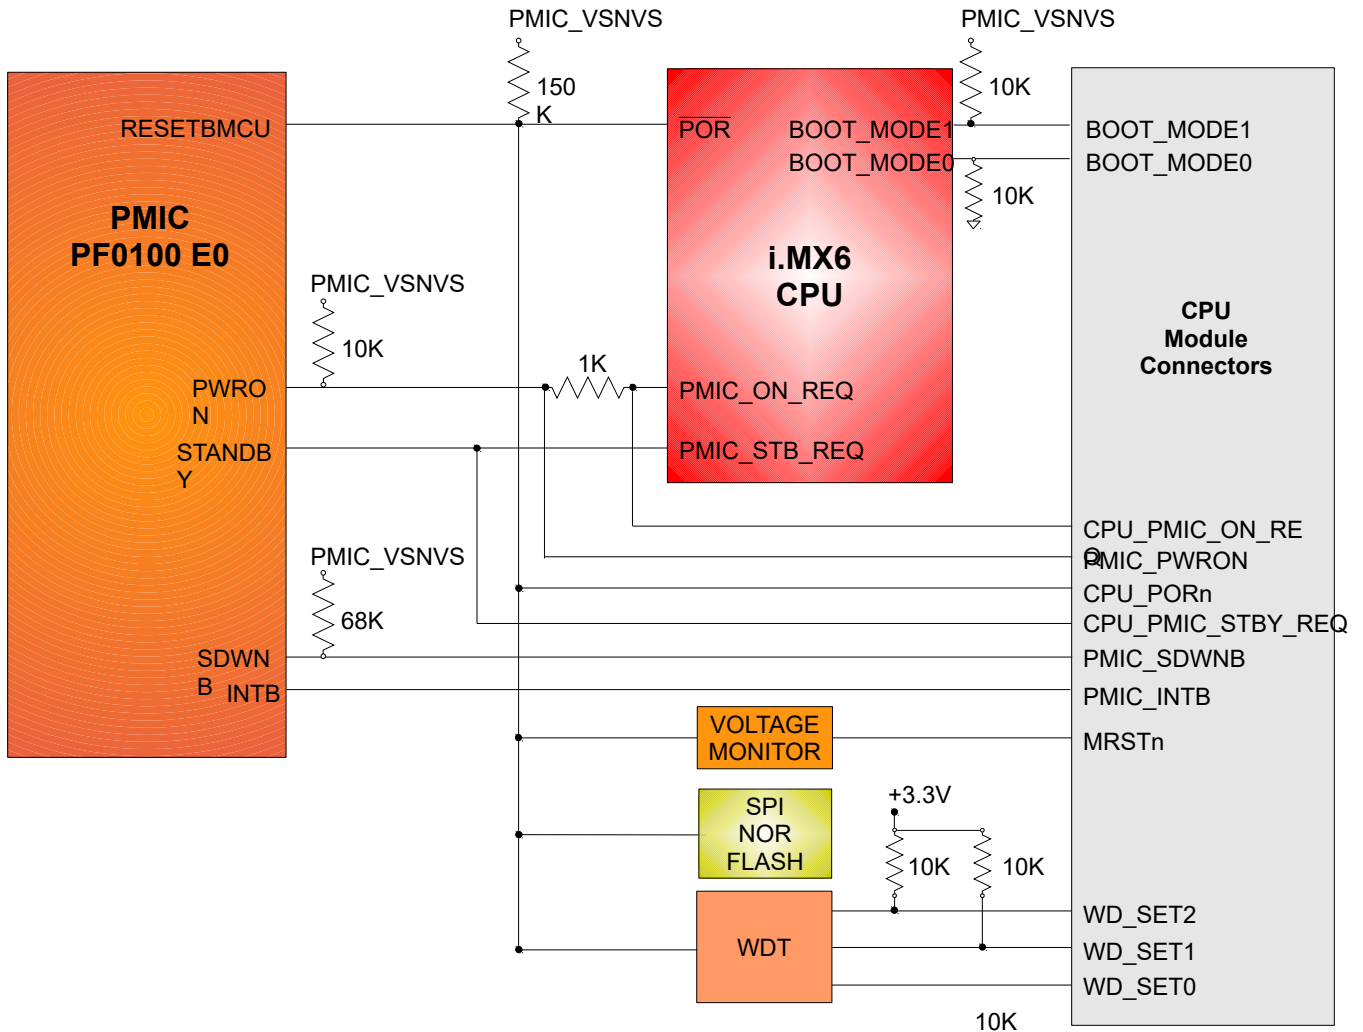 PMIC_VSNVS
PMIC_VSNVS
150
K
10K
RESETBMCU
POR
BOOT_MODE1
BOOT_MODE1
BOOT_MODE0
BOOT_MODE0
10K
PMIC
PF0100 E0
i.MX6
CPU
PMIC_VSNVS
10K
CPU
Module
Connectors
1K
PWRO
N
PMIC_ON_REQ
STANDB
Y
PMIC_STB_REQ
CPU_PMIC_ON_RE
Q
PMIC_PWRON
PMIC_VSNVS
CPU_PORn
68K
CPU_PMIC_STBY_REQ
SDWN
B
PMIC_SDWNB
INTB
PMIC_INTB
VOLTAGE
MONITOR
MRSTn
SPI
NOR
FLASH
+3.3V
10K
10K
WDT
WD_SET2
WD_SET1
WD_SET0
10K